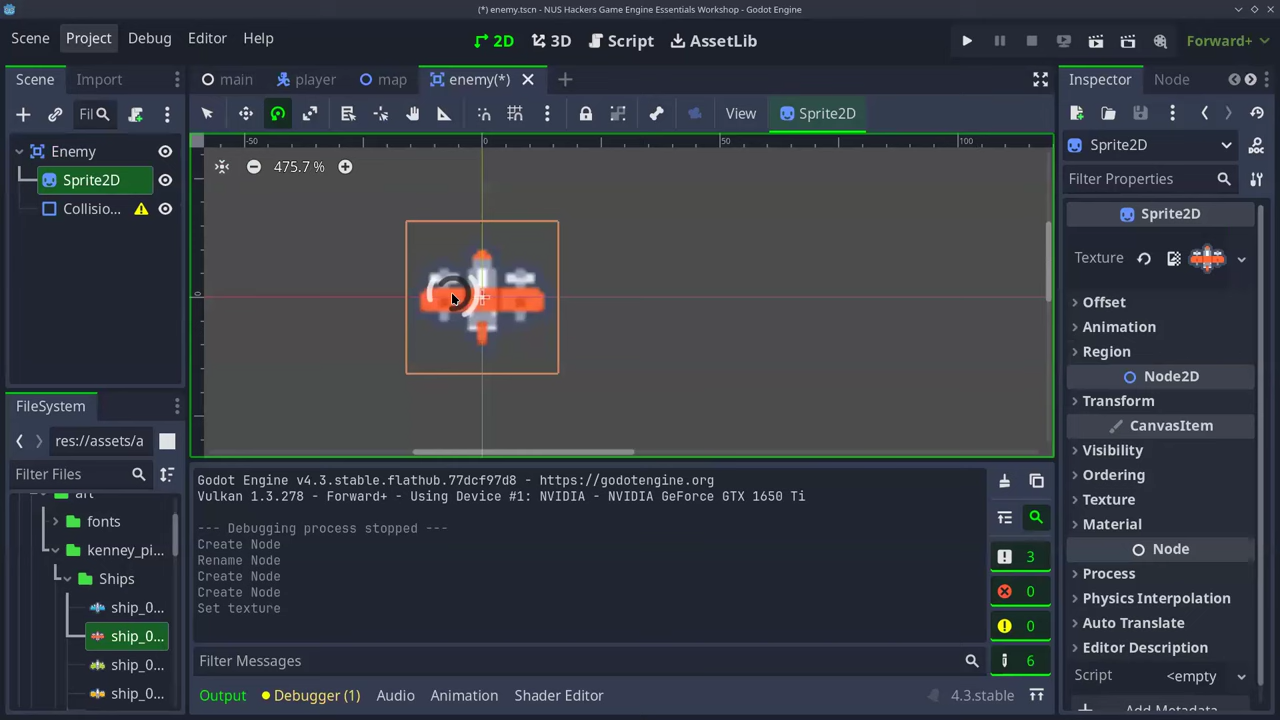 (*) enemy.tscn - NUS Hackers Game Engine Essentials Workshop - Godot Engine
Scene Project Debug Editor Help
2D 3D Script AssetLib
Forward+
Scene Import
main player map enemy(*)
Inspector Node
Fil
View Sprite2D
-50 0 50 100
475.7 %
0
Enemy
Sprite2D
Collisio...
Sprite2D
Filter Properties
Sprite2D
Texture
Offset
Animation
Region
Node2D
Transform
CanvasItem
Visibility
Ordering
Texture
Material
Node
Process
Physics Interpolation
Auto Translate
Editor Description
Script <empty
Add Metadata
FileSystem
res://assets/a
Filter Files
art
fonts
kenney_pi...
Ships
ship_0...
ship_0...
ship_0...
ship_0...
Godot Engine v4.3.stable.flathub.77dcf97d8 - https://godotengine.org
Vulkan 1.3.278 - Forward+ - Using Device #1: NVIDIA - NVIDIA GeForce GTX 1650 Ti
--- Debugging process stopped ---
Create Node
Rename Node
Create Node
Create Node
Set texture
3
0
0
6
Filter Messages
Output Debugger (1) Audio Animation Shader Editor
4.3.stable